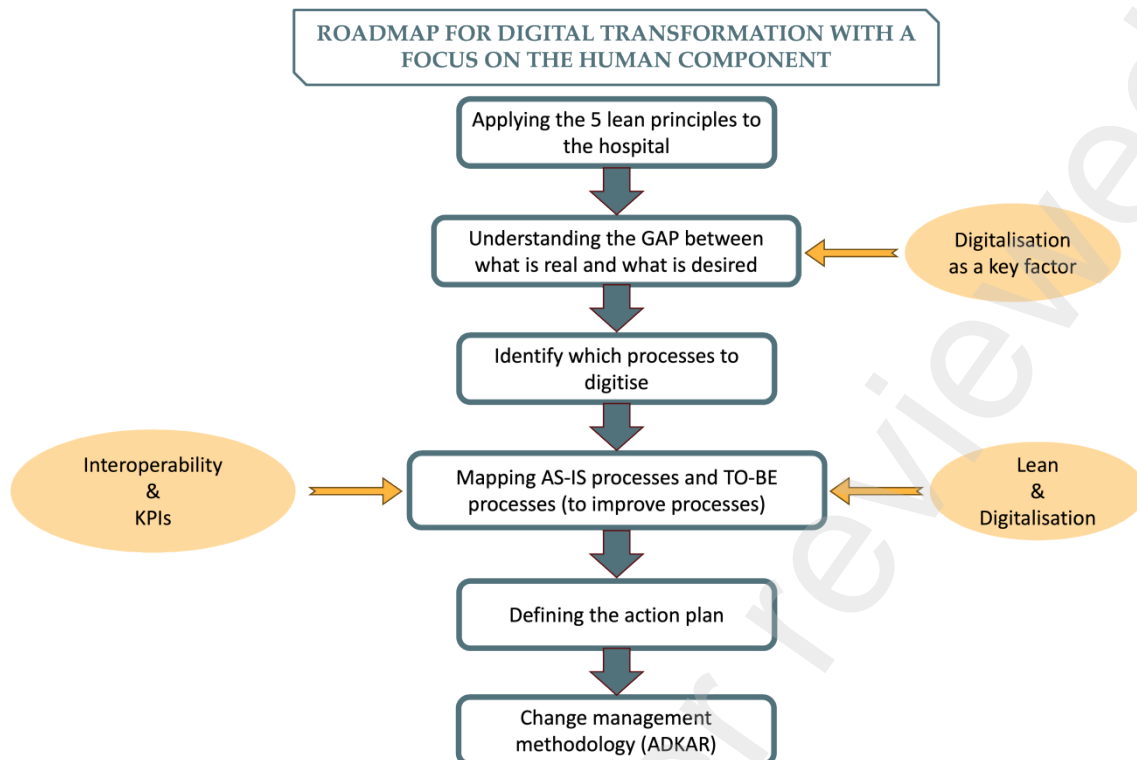 ROADMAP FOR DIGITAL TRANSFORMATION WITH A
FOCUS ON THE HUMAN COMPONENT
Applying the 5 lean principles to
the hospital
Understanding the GAP between
what is real and what is desired
Digitalisation
as a key factor
Identify which processes to
digitise
Interoperability
&
KPIs
Mapping AS-IS processes and TO-BE
processes (to improve processes)
Lean
&
Digitalisation
Defining the action plan
Change management
methodology (ADKAR)
reviewe